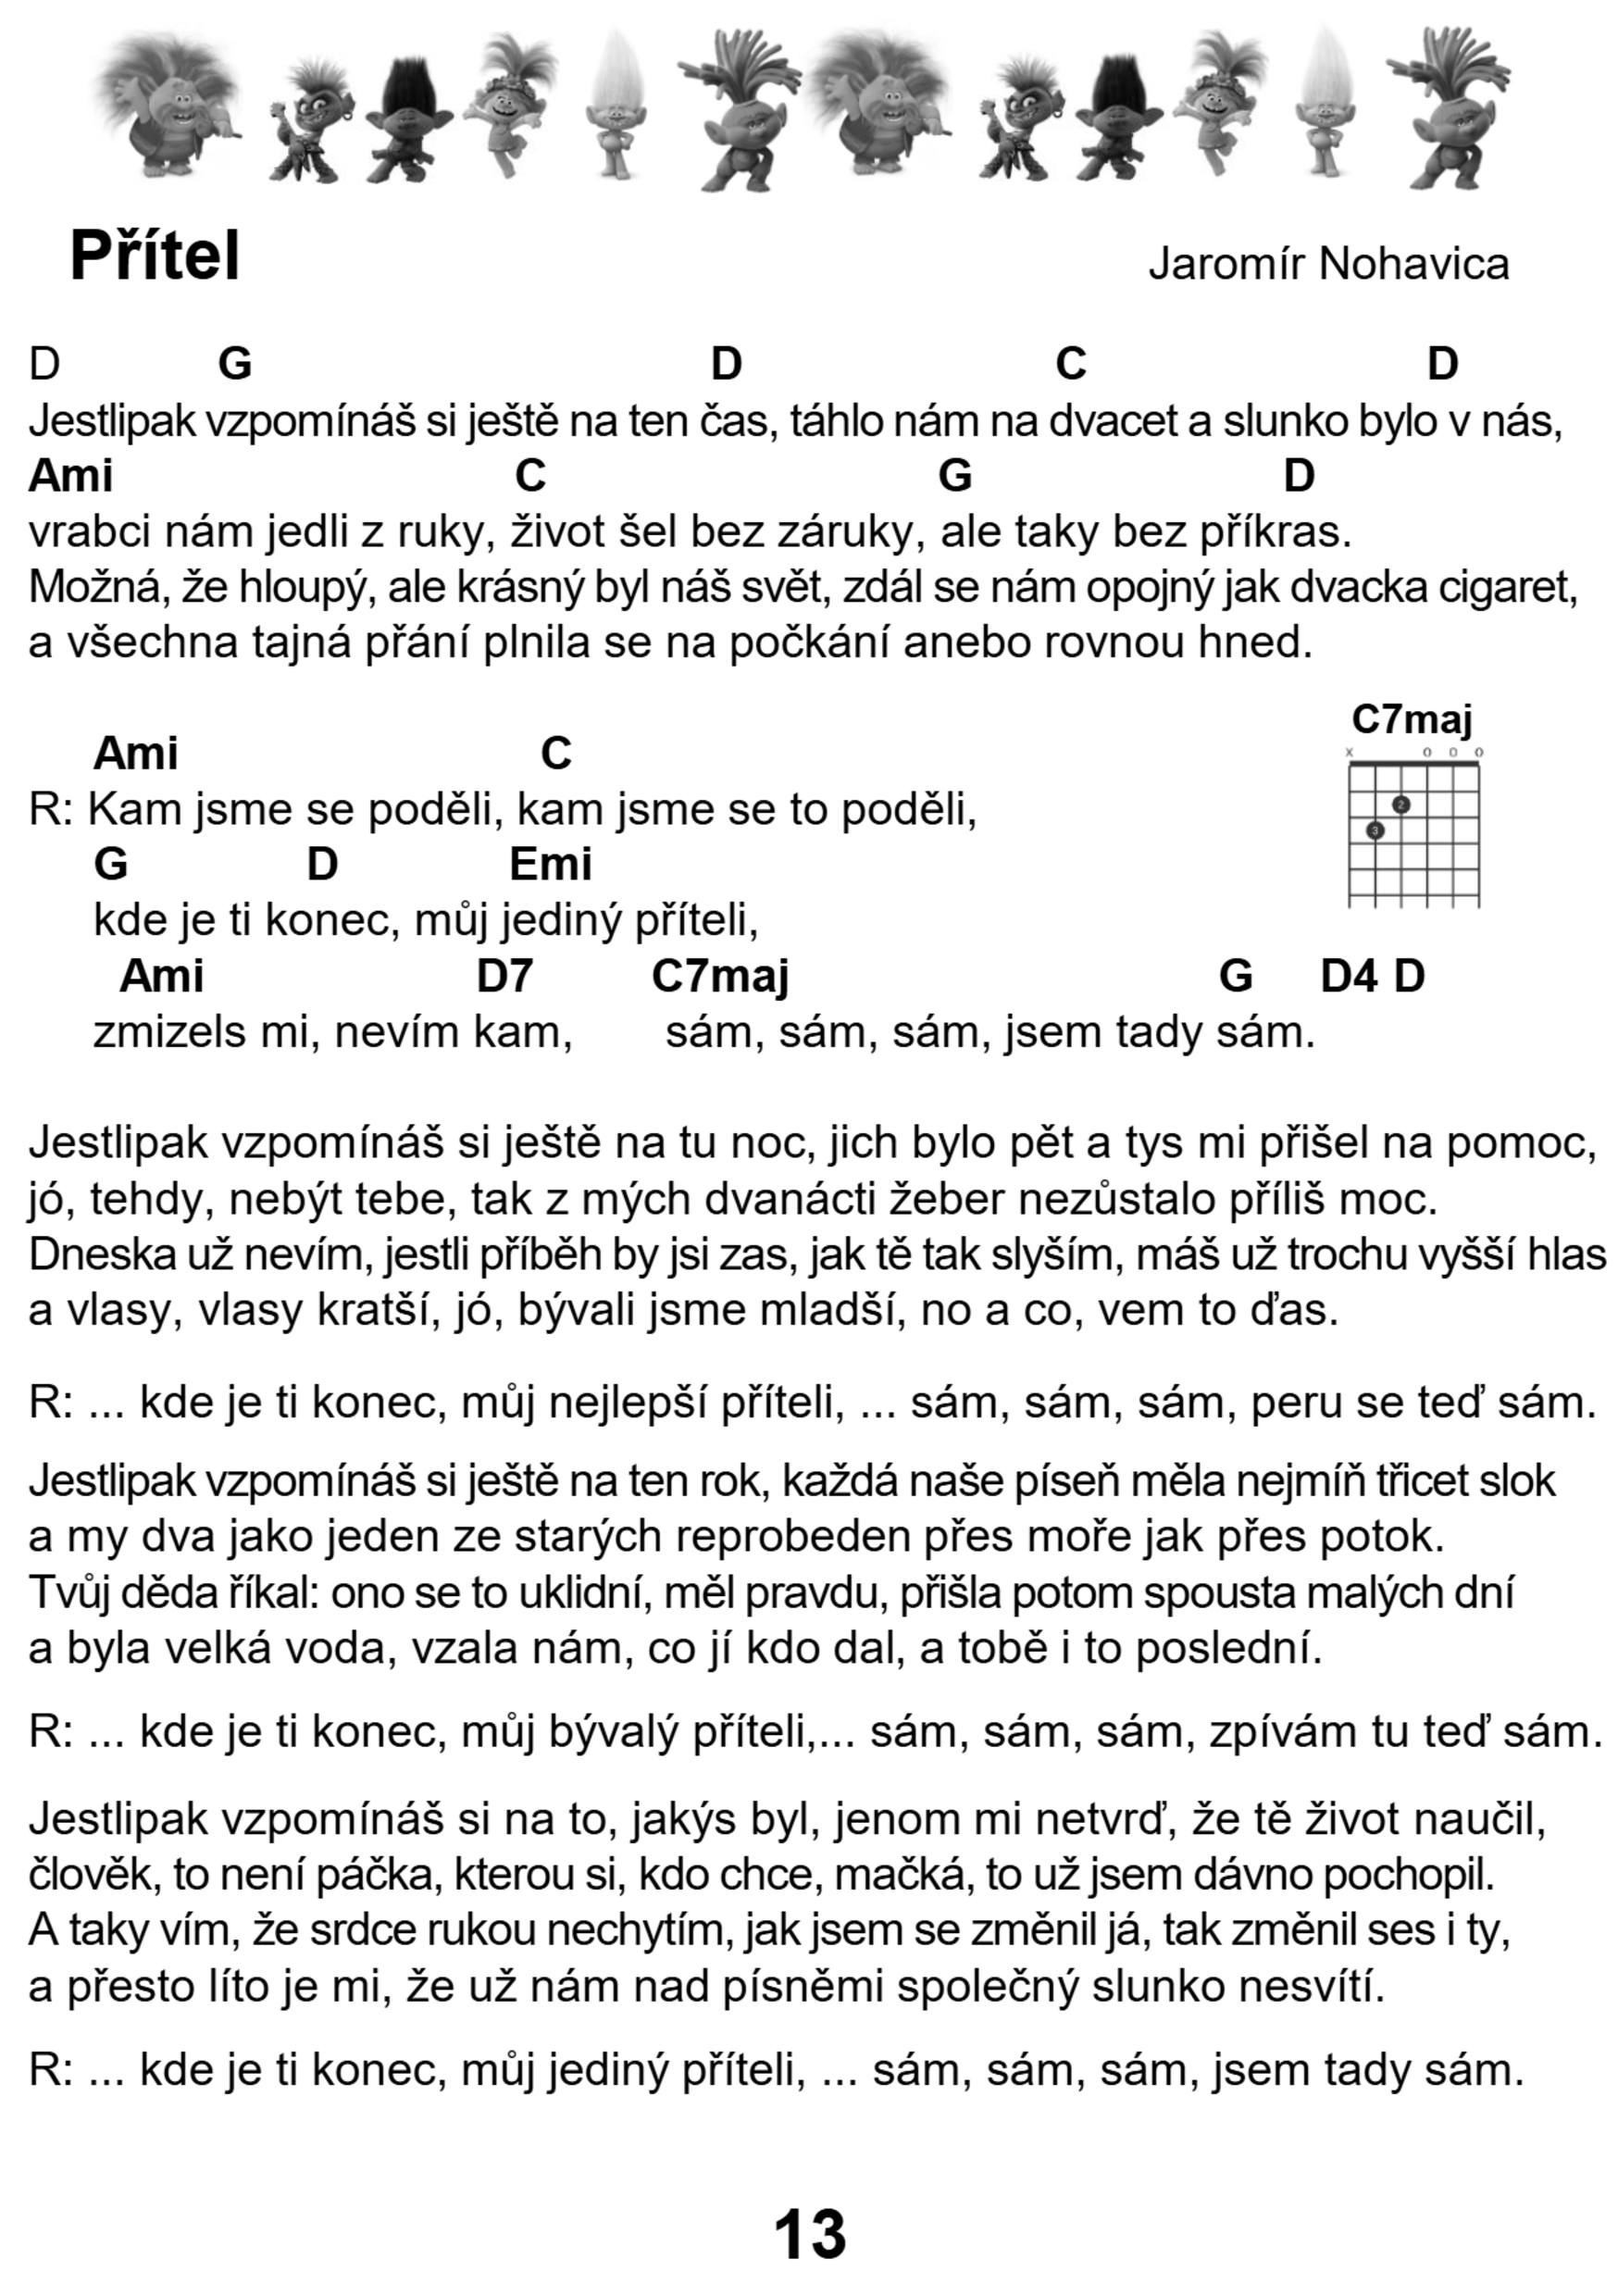 Přítel
Jaromír Nohavica
D G D C D
Jestlipak vzpomínáš si ještě na ten čas, táhlo nám na dvacet a slunko bylo v nás,
Ami C G D
vrabci nám jedli z ruky, život šel bez záruky, ale taky bez příkras.
Možná, že hloupý, ale krásný byl náš svět, zdál se nám opojný jak dvacka cigaret,
a všechna tajná přání plnila se na počkání anebo rovnou hned.
C7maj
x o o o
2
3
Ami C
R: Kam jsme se poděli, kam jsme se to poděli,
G D Emi
kde je ti konec, můj jediný příteli,
Ami D7 C7maj G D4 D
zmizels mi, nevím kam, sám, sám, sám, jsem tady sám.
Jestlipak vzpomínáš si ještě na tu noc, jich bylo pět a tys mi přišel na pomoc,
jó, tehdy, nebýt tebe, tak z mých dvanácti žeber nezůstalo příliš moc.
Dneska už nevím, jestli příběh by jsi zas, jak tě tak slyším, máš už trochu vyšší hlas
a vlasy, vlasy kratší, jó, bývali jsme mladší, no a co, vem to ďas.
R: ... kde je ti konec, můj nejlepší příteli, ... sám, sám, sám, peru se teď sám.
Jestlipak vzpomínáš si ještě na ten rok, každá naše píseň měla nejmíň třicet slok
a my dva jako jeden ze starých reprobeden přes moře jak přes potok.
Tvůj děda říkal: ono se to uklidní, měl pravdu, přišla potom spousta malých dní
a byla velká voda, vzala nám, co jí kdo dal, a tobě i to poslední.
R: ... kde je ti konec, můj bývalý příteli,... sám, sám, sám, zpívám tu teď sám.
Jestlipak vzpomínáš si na to, jakýs byl, jenom mi netvrď, že tě život naučil,
člověk, to není páčka, kterou si, kdo chce, mačká, to už jsem dávno pochopil.
A taky vím, že srdce rukou nechytím, jak jsem se změnil já, tak změnil ses i ty,
a přesto líto je mi, že už nám nad písněmi společný slunko nesvítí.
R: ... kde je ti konec, můj jediný příteli, ... sám, sám, sám, jsem tady sám.
13